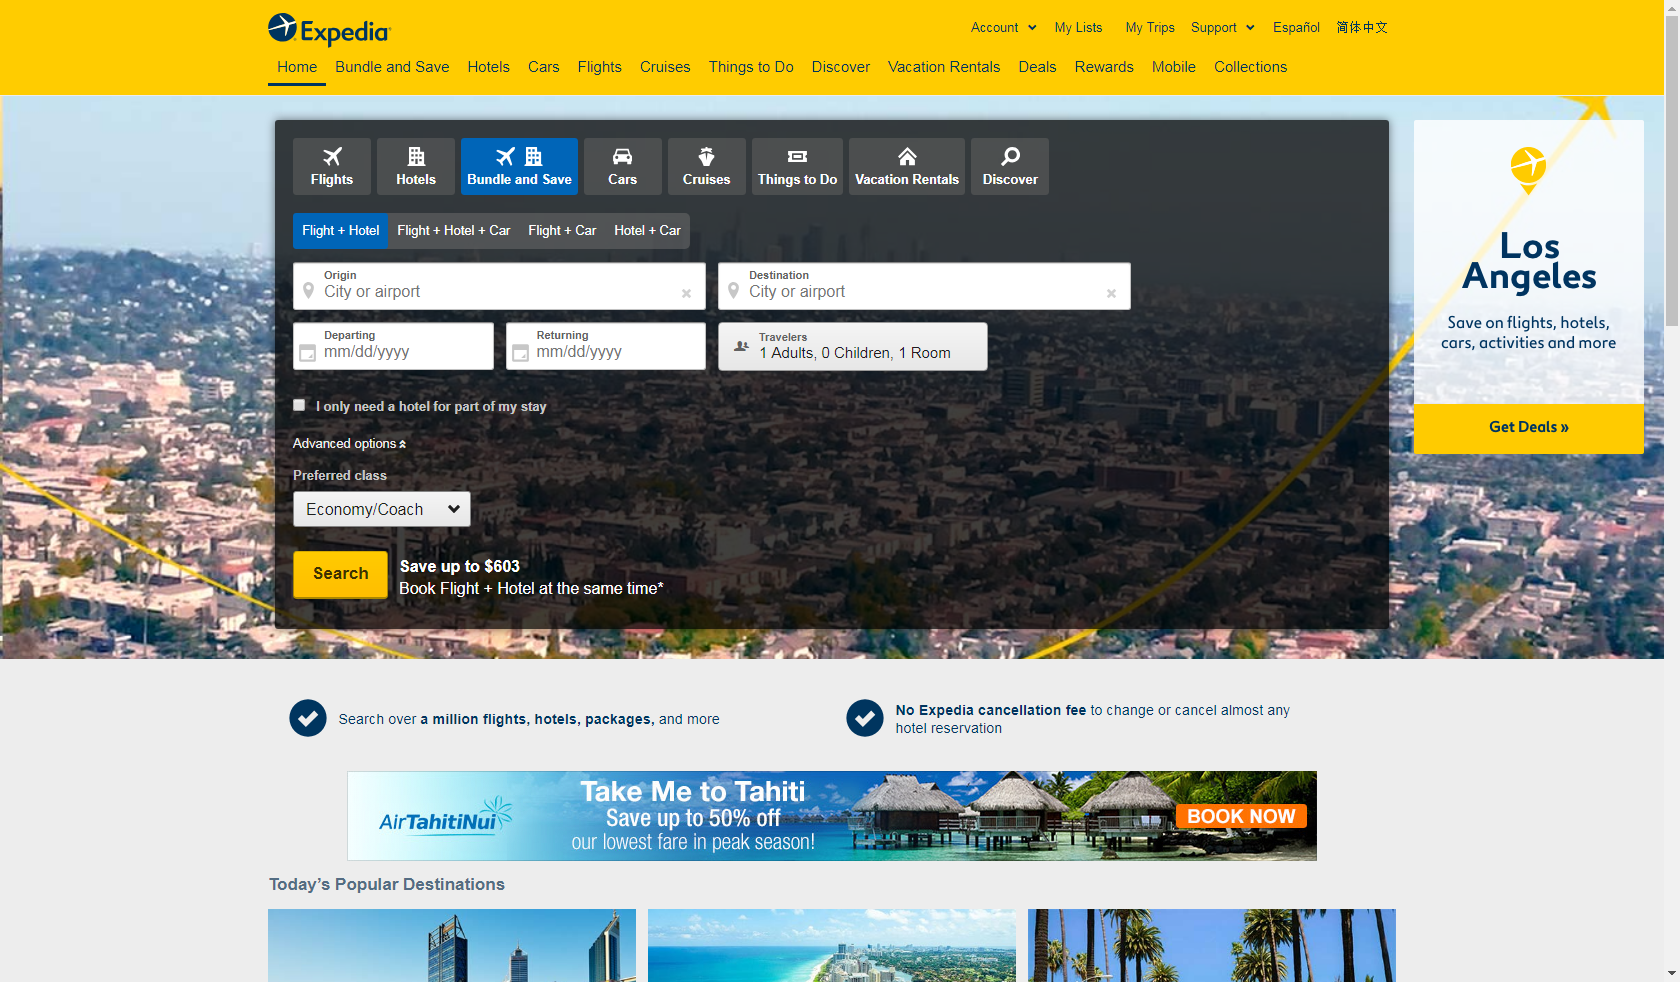 Expedia
Account
My Lists
My Trips
Support
Español
简体中文
Home
Bundle and Save
Hotels
Cars
Flights
Cruises
Things to Do
Discover
Vacation Rentals
Deals
Rewards
Mobile
Collections
Flights
Hotels
Bundle and Save
Cars
Cruises
Things to Do
Vacation Rentals
Discover
Flight + Hotel
Flight + Hotel + Car
Flight + Car
Hotel + Car
Origin
City or airport
Destination
City or airport
Departing
mm/dd/yyyy
Returning
mm/dd/yyyy
Travelers
1 Adults, 0 Children, 1 Room
I only need a hotel for part of my stay
Advanced options
Preferred class
Economy/Coach
Search
Save up to $603
Book Flight + Hotel at the same time*
Los
Angeles
Save on flights, hotels,
cars, activities and more
Get Deals »
Search over a million flights, hotels, packages, and more
No Expedia cancellation fee to change or cancel almost any
hotel reservation
AirTahitiNui
Take Me to Tahiti
Save up to 50% off
our lowest fare in peak season!
BOOK NOW
Today’s Popular Destinations